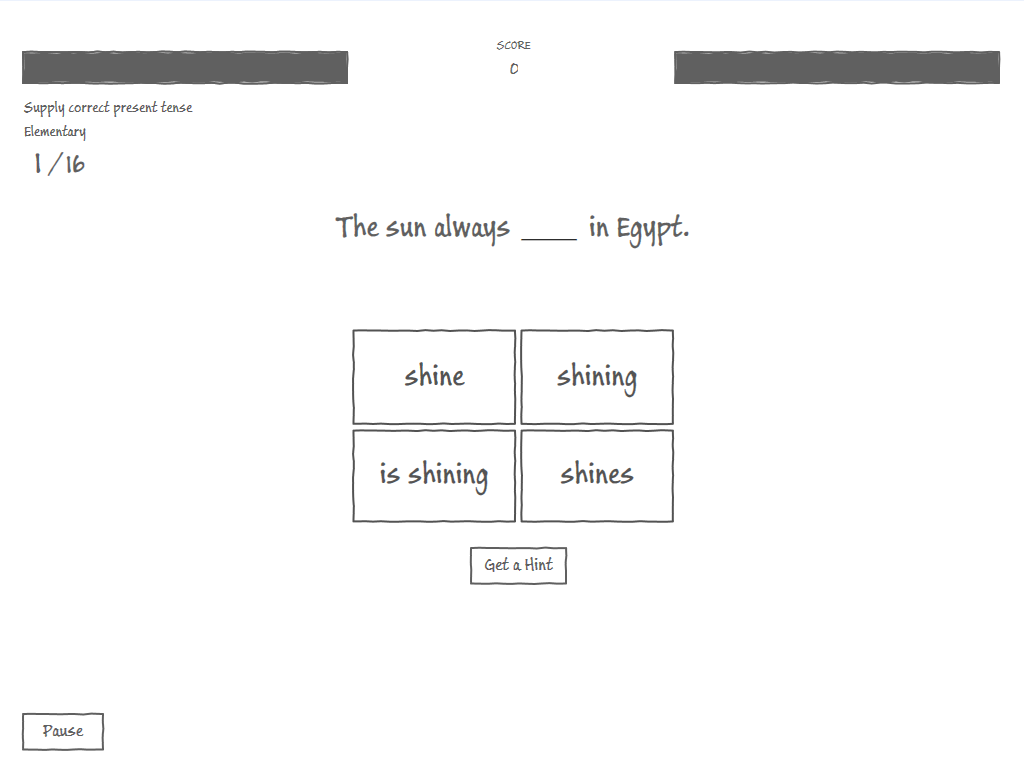 SCORE
0
Supply correct present tense
Elementary
1 / 16
The sun always ____ in Egypt.
shine
shining
is shining
shines
Get a Hint
Pause